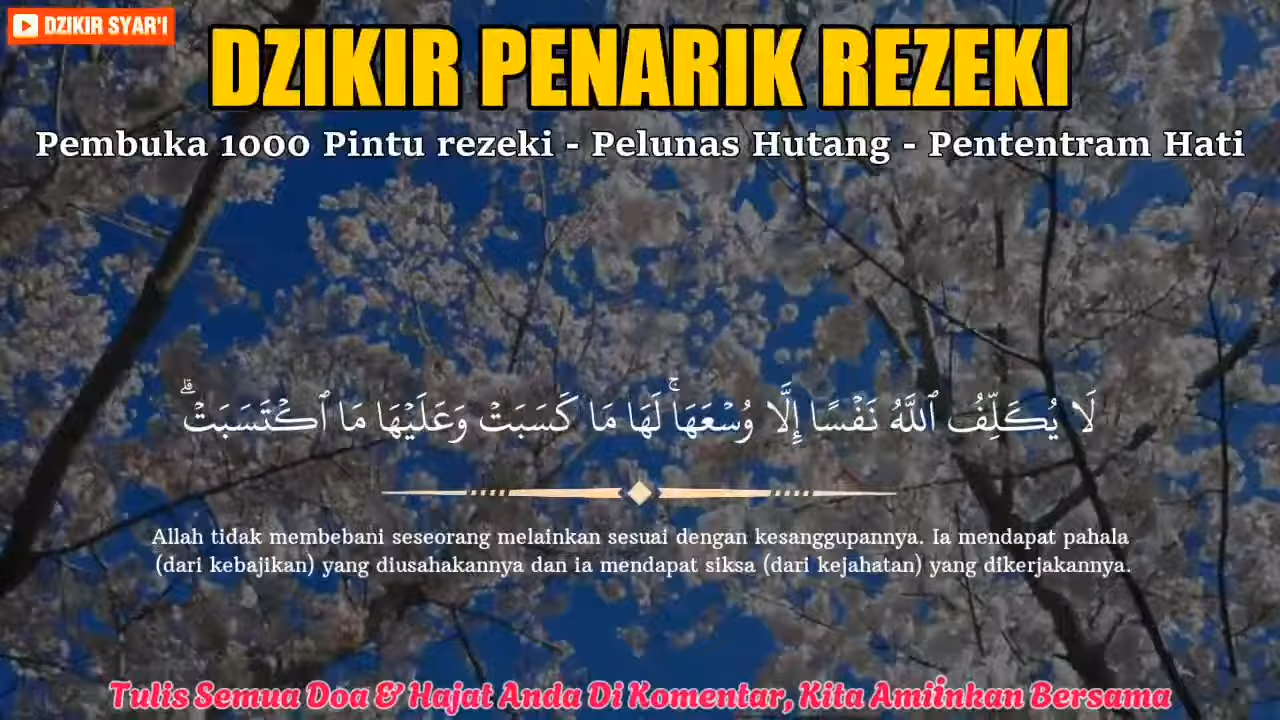 DZIKIR SYAR'I
DZIKIR PENARIK REZEKI
Pembuka 1000 Pintu rezeki - Pelunas Hutang - Pententram Hati
لَا يُكَلِّفُ ٱللَّهُ نَفْسًا إِلَّا وُسْعَهَاۚ لَهَا مَا كَسَبَتْ وَعَلَيْهَا مَا ٱكْتَسَبَتْۗ
Allah tidak membebani seseorang melainkan sesuai dengan kesanggupannya. Ia mendapat pahala
(dari kebajikan) yang diusahakannya dan ia mendapat siksa (dari kejahatan) yang dikerjakannya.
Tulis Semua Doa & Hajat Anda Di Komentar, Kita Amiinkan Bersama